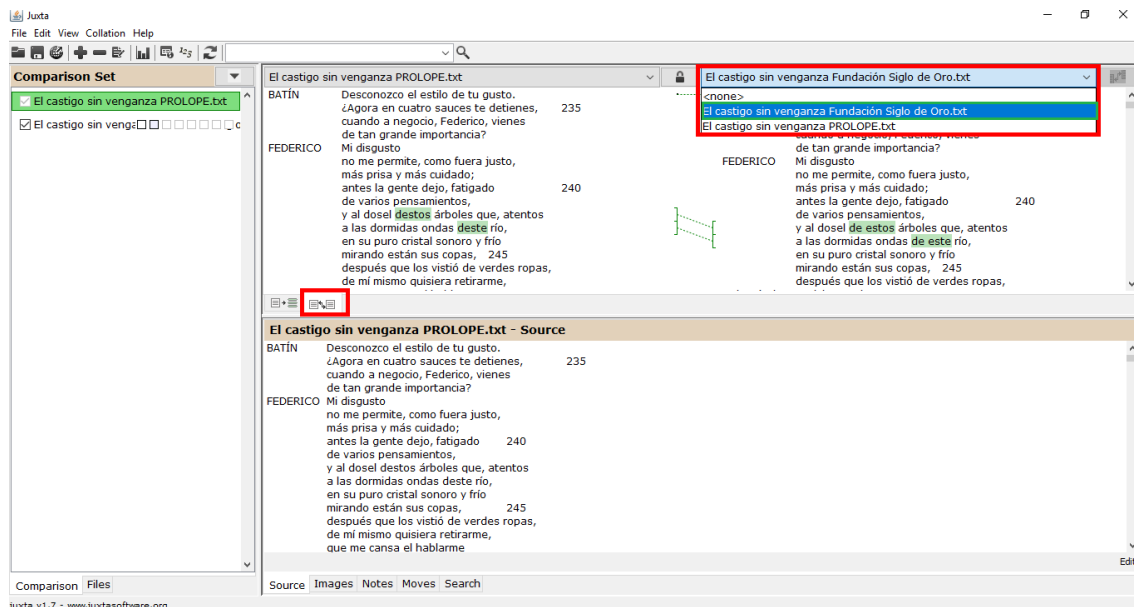 Juxta
File Edit View Collation Help
Comparison Set
El castigo sin venganza PROLOPE.txt
El castigo sin venga
El castigo sin venganza PROLOPE.txt
El castigo sin venganza Fundación Siglo de Oro.txt
<none>
El castigo sin venganza Fundación Siglo de Oro.txt
El castigo sin venganza PROLOPE.txt
BATÍN Desconozco el estilo de tu gusto.
¿Agora en cuatro sauces te detienes, 235
cuando a negocio, Federico, vienes
de tan grande importancia?
FEDERICO Mi disgusto
no me permite, como fuera justo,
más prisa y más cuidado;
antes la gente dejo, fatigado 240
de varios pensamientos,
y al dosel destos árboles que, atentos
a las dormidas ondas deste río,
en su puro cristal sonoro y frío
mirando están sus copas, 245
después que los vistió de verdes ropas,
de mí mismo quisiera retirarme,
cuando a negocio, Federico, vienes
de tan grande importancia?
FEDERICO Mi disgusto
no me permite, como fuera justo,
más prisa y más cuidado;
antes la gente dejo, fatigado 240
de varios pensamientos,
y al dosel de estos árboles que, atentos
a las dormidas ondas de este río,
en su puro cristal sonoro y frío
mirando están sus copas, 245
después que los vistió de verdes ropas,
El castigo sin venganza PROLOPE.txt - Source
BATÍN Desconozco el estilo de tu gusto.
¿Agora en cuatro sauces te detienes, 235
cuando a negocio, Federico, vienes
de tan grande importancia?
FEDERICO Mi disgusto
no me permite, como fuera justo,
más prisa y más cuidado;
antes la gente dejo, fatigado 240
de varios pensamientos,
y al dosel destos árboles que, atentos
a las dormidas ondas deste río,
en su puro cristal sonoro y frío
mirando están sus copas, 245
después que los vistió de verdes ropas,
de mí mismo quisiera retirarme,
que me cansa el hablarme
Edit
Comparison Files
Source Images Notes Moves Search
juxta v1.7 - www.juxtasoftware.org